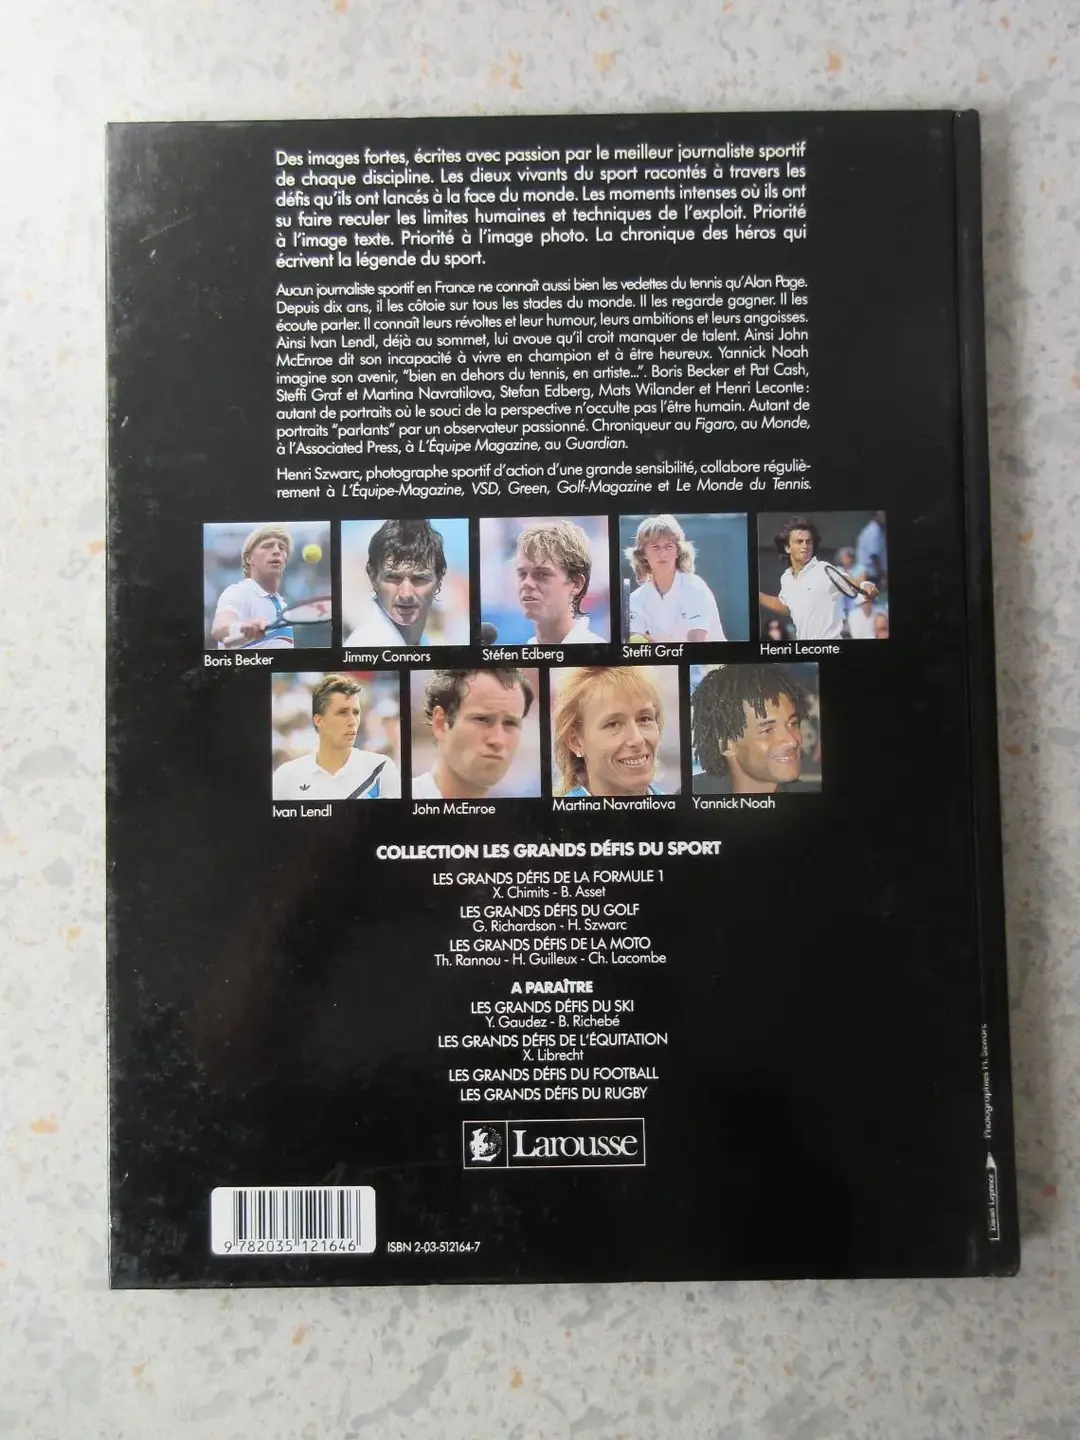 Des images fortes, écrites avec passion par le meilleur journaliste sportif
de chaque discipline. Les dieux vivants du sport racontés à travers les
défis qu'ils ont lancés à la face du monde. Les moments intenses où ils ont
su faire reculer les limites humaines et techniques de l'exploit. Priorité
à l'image texte. Priorité à l'image photo. La chronique des héros qui
écrivent la légende du sport.
Aucun journaliste sportif en France ne connaît aussi bien les vedettes du tennis qu'Alan Page.
Depuis dix ans, il les côtoie sur tous les stades du monde. Il les regarde gagner. Il les
écoute parler. Il connaît leurs révoltes et leur humour, leurs ambitions et leurs angoisses.
Ainsi Ivan Lendl, déjà au sommet, lui avoue qu'il croit manquer de talent. Ainsi John
McEnroe dit son incapacité à vivre en champion et à être heureux. Yannick Noah
imagine son avenir, "bien en dehors du tennis, en artiste...". Boris Becker et Pat Cash,
Steffi Graf et Martina Navratilova, Stefan Edberg, Mats Wilander et Henri Leconte :
autant de portraits où le souci de la perspective n'occulte pas l'être humain. Autant de
portraits "parlants" par un observateur passionné. Chroniqueur au Figaro, au Monde,
à l'Associated Press, à L'Équipe Magazine, au Guardian.
Henri Szwarc, photographe sportif d'action d'une grande sensibilité, collabore réguliè-
rement à L'Équipe-Magazine, VSD, Green, Golf-Magazine et Le Monde du Tennis.
Boris Becker
Jimmy Connors
Stéfen Edberg
Steffi Graf
Henri Leconte
Ivan Lendl
John McEnroe
Martina Navratilova
Yannick Noah
COLLECTION LES GRANDS DÉFIS DU SPORT
LES GRANDS DÉFIS DE LA FORMULE 1
X. Chimits - B. Asset
LES GRANDS DÉFIS DU GOLF
G. Richardson - H. Szwarc
LES GRANDS DÉFIS DE LA MOTO
Th. Rannou - H. Guilleux - Ch. Lacombe
A PARAÎTRE
LES GRANDS DÉFIS DU SKI
Y. Gaudez - B. Richebé
LES GRANDS DÉFIS DE L'ÉQUITATION
X. Librecht
LES GRANDS DÉFIS DU FOOTBALL
LES GRANDS DÉFIS DU RUGBY
Larousse
9 782035 121646
ISBN 2-03-512164-7
Photographies H. Szwarc